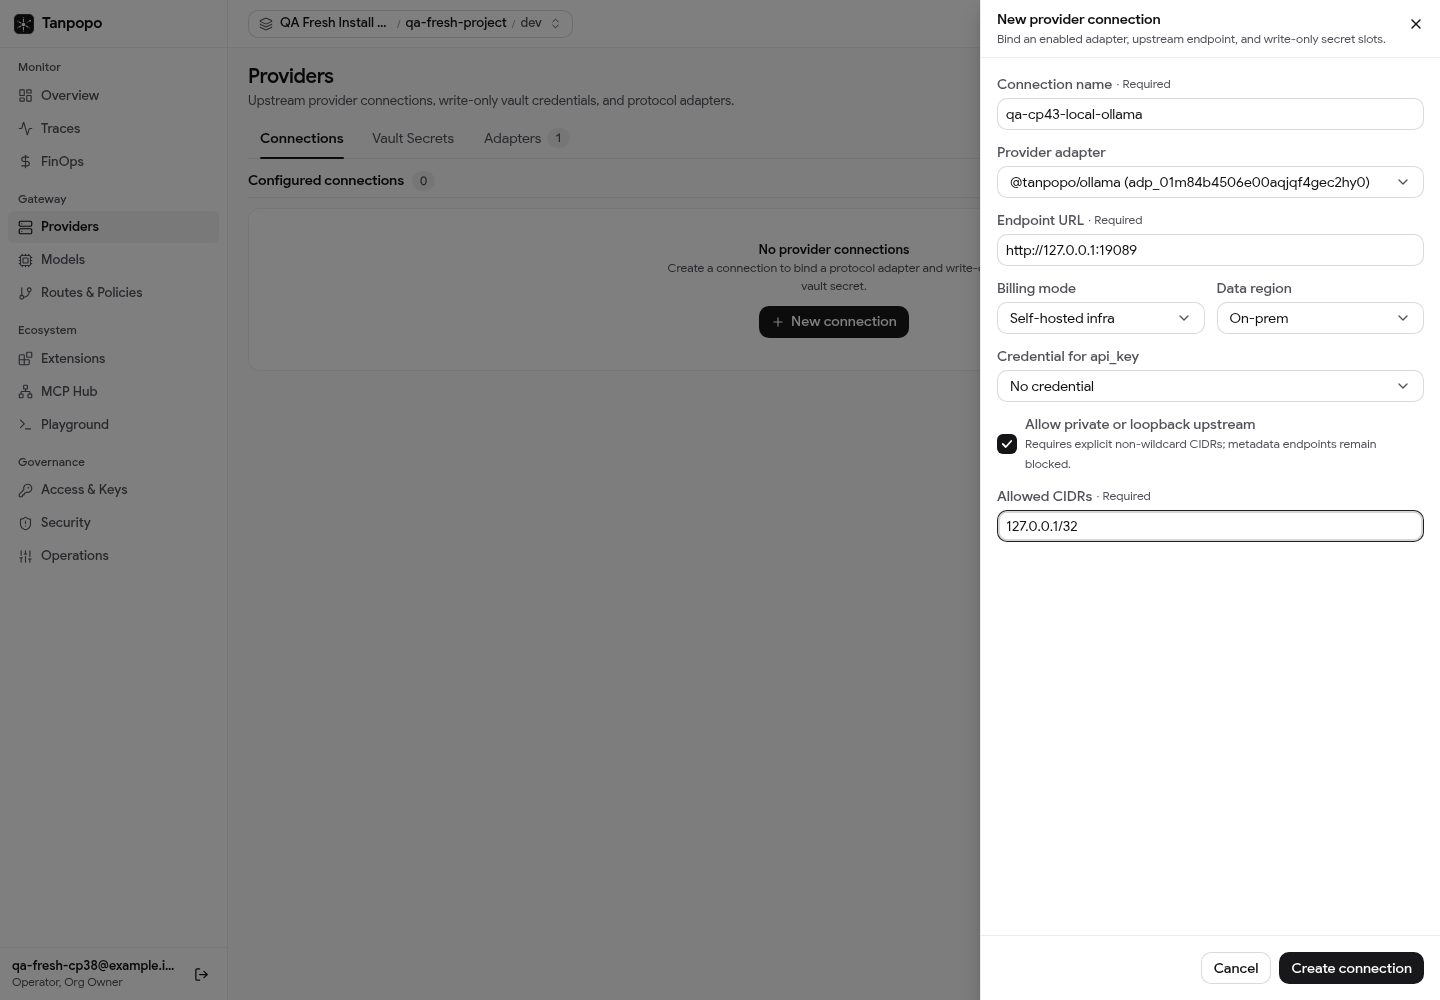 Tanpopo
Monitor
Overview
Traces
FinOps
Gateway
Providers
Models
Routes & Policies
Ecosystem
Extensions
MCP Hub
Playground
Governance
Access & Keys
Security
Operations
qa-fresh-cp38@example.i...
Operator, Org Owner
QA Fresh Install ... / qa-fresh-project / dev
Providers
Upstream provider connections, write-only vault credentials, and protocol adapters.
Connections
Vault Secrets
Adapters 1
Configured connections 0
No provider connections
Create a connection to bind a protocol adapter and write-
vault secret.
New connection
New provider connection
Bind an enabled adapter, upstream endpoint, and write-only secret slots.
Connection name · Required
qa-cp43-local-ollama
Provider adapter
@tanpopo/ollama (adp_01m84b4506e00aqjqf4gec2hy0)
Endpoint URL · Required
http://127.0.0.1:19089
Billing mode
Self-hosted infra
Data region
On-prem
Credential for api_key
No credential
Allow private or loopback upstream
Requires explicit non-wildcard CIDRs; metadata endpoints remain
blocked.
Allowed CIDRs · Required
127.0.0.1/32
Cancel
Create connection